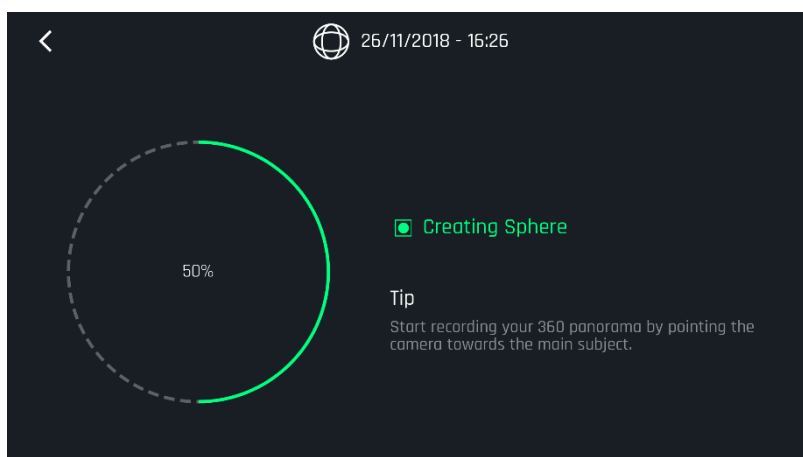 26/11/2018 - 16:26
50%
Creating Sphere
Tip
Start recording your 360 panorama by pointing the
camera towards the main subject.